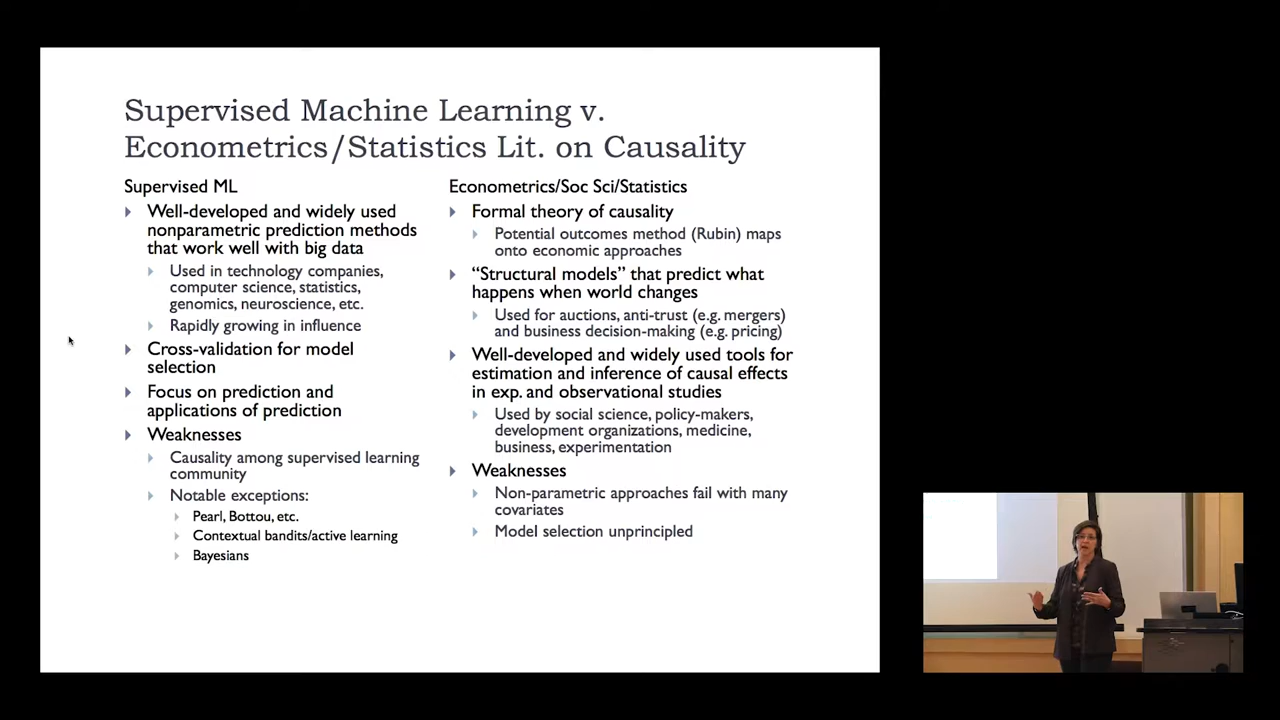 Supervised Machine Learning v.
Econometrics/Statistics Lit. on Causality
Supervised ML
Well-developed and widely used
nonparametric prediction methods
that work well with big data
Used in technology companies,
computer science, statistics,
genomics, neuroscience, etc.
Rapidly growing in influence
Cross-validation for model
selection
Focus on prediction and
applications of prediction
Weaknesses
Causality among supervised learning
community
Notable exceptions:
Pearl, Bottou, etc.
Contextual bandits/active learning
Bayesians
Econometrics/Soc Sci/Statistics
Formal theory of causality
Potential outcomes method (Rubin) maps
onto economic approaches
“Structural models” that predict what
happens when world changes
Used for auctions, anti-trust (e.g. mergers)
and business decision-making (e.g. pricing)
Well-developed and widely used tools for
estimation and inference of causal effects
in exp. and observational studies
Used by social science, policy-makers,
development organizations, medicine,
business, experimentation
Weaknesses
Non-parametric approaches fail with many
covariates
Model selection unprincipled